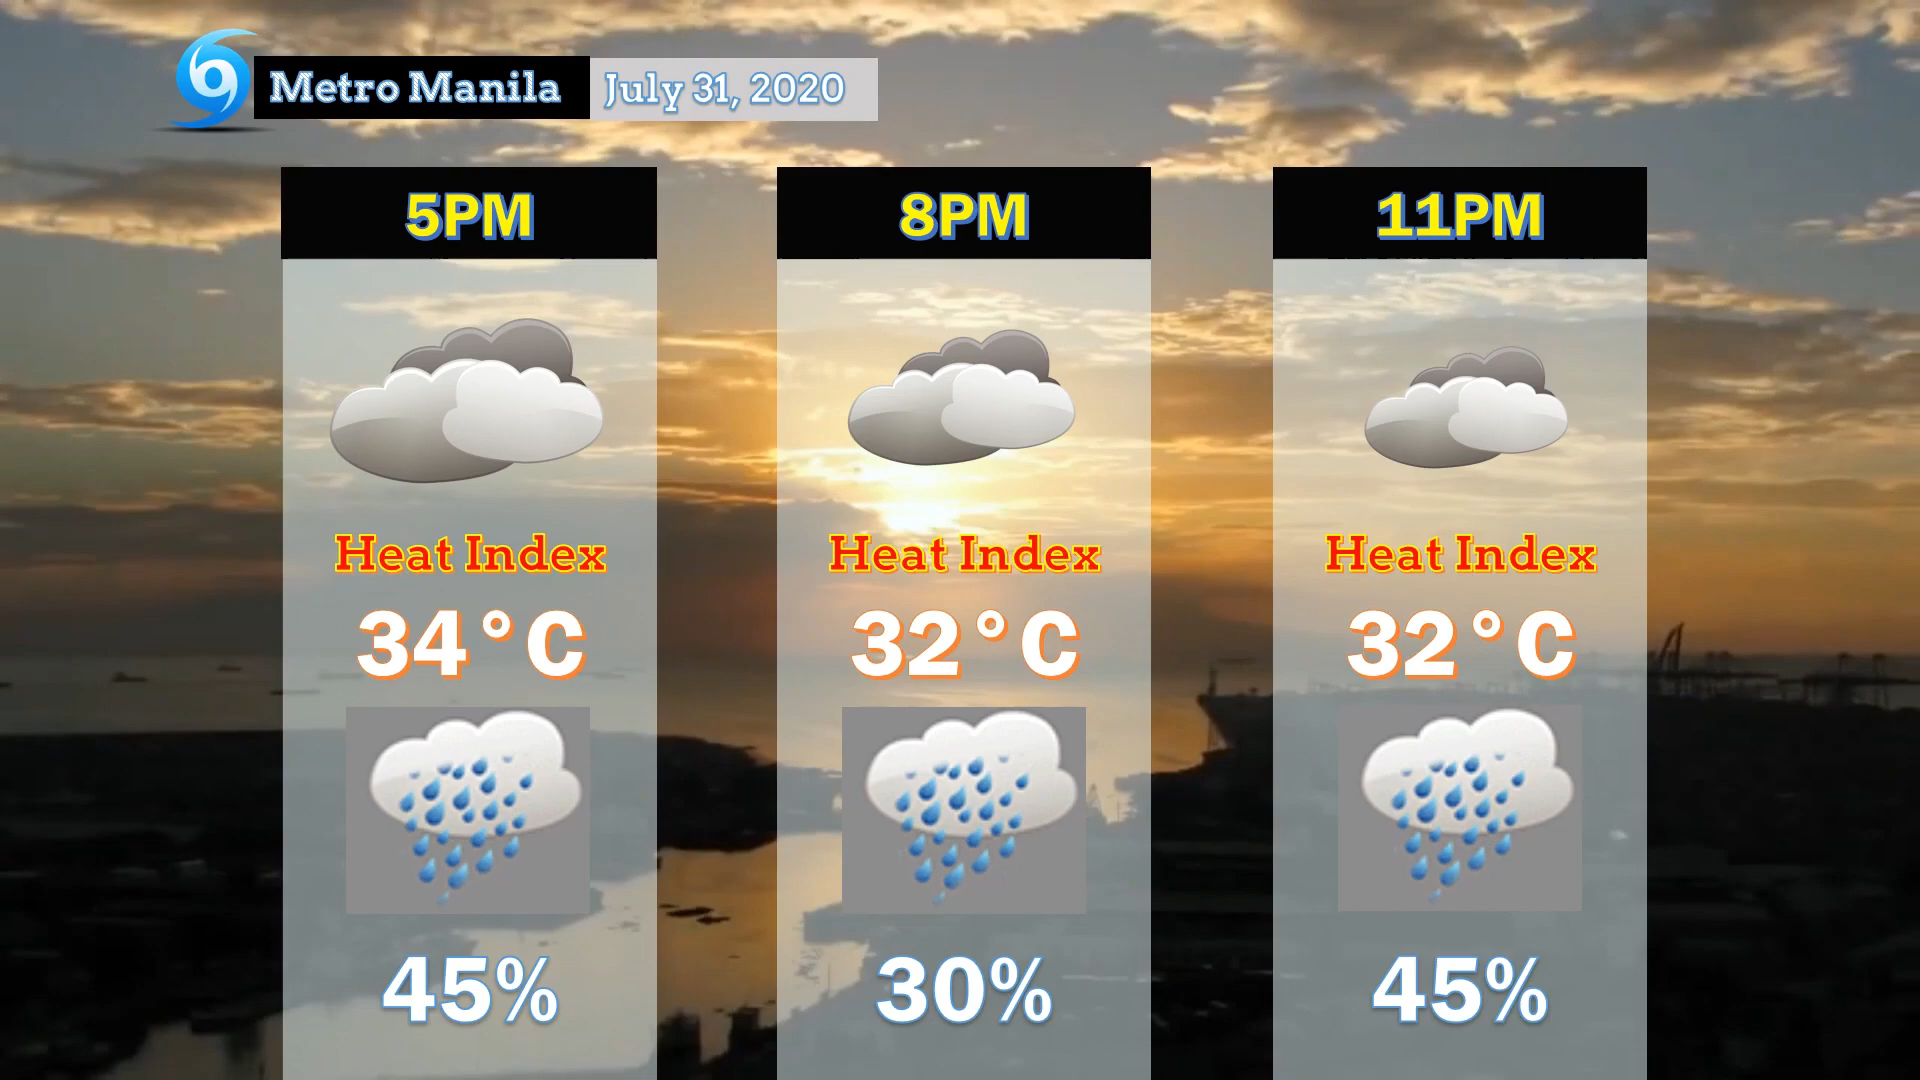 Metro Manila July 31, 2020
5PM 8PM 11PM
Heat Index Heat Index Heat Index
34°C 32°C 32°C
45% 30% 45%